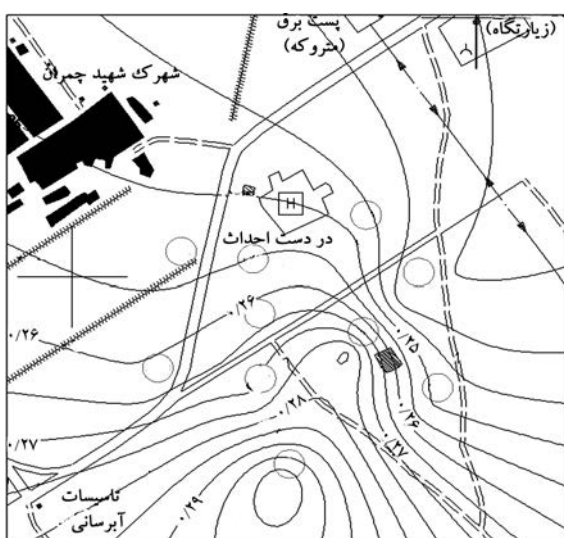 پست برق
(متروکه)
(زیارتگاه)
شهرک شهید چمران
H
در دست احداث
۰/۲۶
۰/۲۶
۰/۲۵
۰/۲۸
۰/۲۶
۰/۲۷
۰/۲۷
۰/۲۹
تاسیسات
آبرسانی